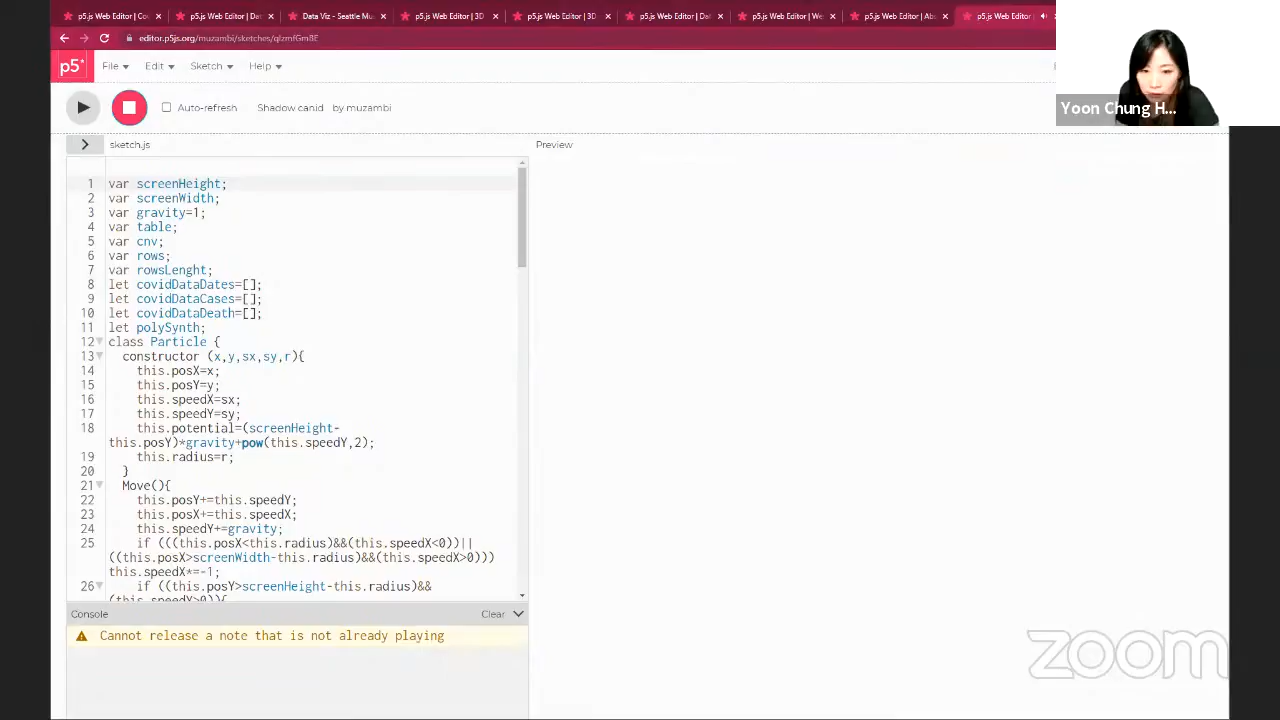 p5.js Web Editor | Co
p5.js Web Editor | Da
Data Viz - Seattle Mu
p5.js Web Editor | 3D
p5.js Web Editor | 3D
p5.js Web Editor | Dai
p5.js Web Editor | We
p5.js Web Editor | Abs
p5.js Web Editor
editor.p5js.org/muzambi/sketches/
p5*
File
Edit
Sketch
Help
Yoon Chung H...
Auto-refresh
Shadow canid by muzambi
sketch.js
Preview
1 var screenHeight;
2 var screenWidth;
3 var gravity=1;
4 var table;
5 var cnv;
6 var rows;
7 var rowsLenght;
8 let covidDataDates=[];
9 let covidDataCases=[];
10 let covidDataDeath=[];
11 let polySynth;
12 class Particle {
13 constructor (x,y,sx,sy,r){
14 this.posX=x;
15 this.posY=y;
16 this.speedX=sx;
17 this.speedY=sy;
18 this.potential=(screenHeight-
this.posY)*gravity+pow(this.speedY,2);
19 this.radius=r;
20 }
21 Move(){
22 this.posY+=this.speedY;
23 this.posX+=this.speedX;
24 this.speedY+=gravity;
25 if (((this.posX<this.radius)&&(this.speedX<0))||
((this.posX>screenWidth-this.radius)&&(this.speedX>0)))
this.speedX*=-1;
26 if ((this.posY>screenHeight-this.radius)&&
(this.speedY>0)){
Console
Clear
Cannot release a note that is not already playing
zoom